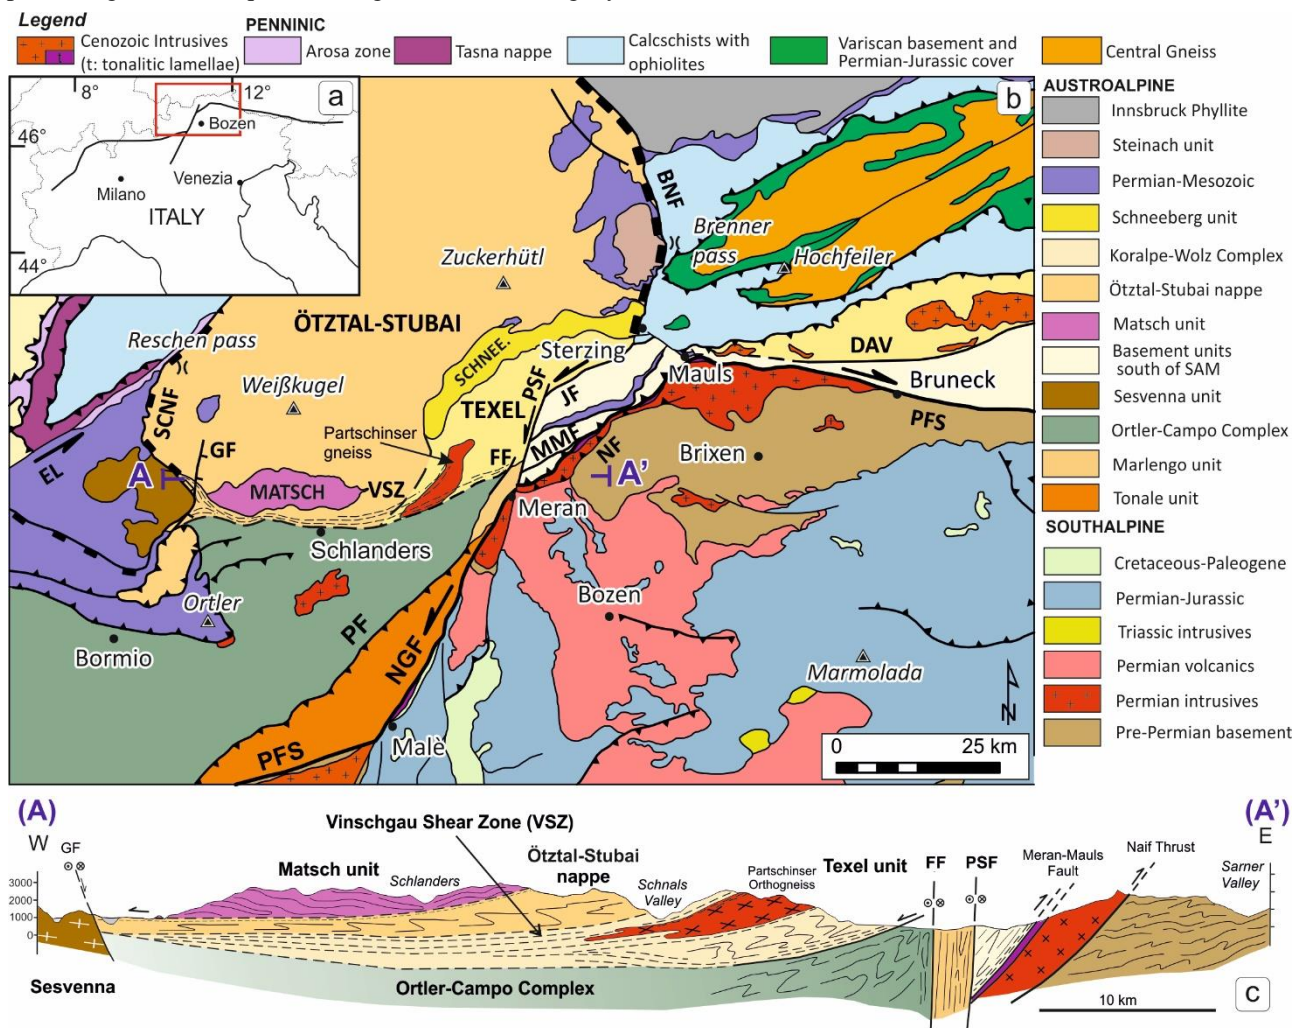 Legend
PENNINIC
Cenozoic Intrusives
(t: tonalitic lamellae)
t
Arosa zone
Tasna nappe
Calcschists with
ophiolites
Variscan basement and
Permian-Jurassic cover
Central Gneiss
AUSTROALPINE
Innsbruck Phyllite
Steinach unit
Permian-Mesozoic
Schneeberg unit
Koralpe-Wolz Complex
Ötztal-Stubai nappe
Matsch unit
Basement units
south of SAM
Sesvenna unit
Ortler-Campo Complex
Marlengo unit
Tonale unit
SOUTHALPINE
Cretaceous-Paleogene
Permian-Jurassic
Triassic intrusives
Permian volcanics
Permian intrusives
Pre-Permian basement
8°
12°
a
46°
Bozen
Milano
Venezia
ITALY
44°
b
BNF
Brenner
pass
Zuckerhütl
Hochfeiler
ÖTZTAL-STUBAI
Reschen pass
SCHNEE.
Sterzing
DAV
Weißkugel
PSF
JF
Mauls
Bruneck
SCNF
TEXEL
PFS
Partschinser
gneiss
GF
FF
MMF
NF
Brixen
EL
A
MATSCH
VSZ
A'
Meran
Schlanders
Ortler
Bozen
PF
Bormio
NGF
Marmolada
N
PFS
Malè
0
25 km
(A)
(A')
W
E
Vinschgau Shear Zone (VSZ)
GF
Matsch unit
Ötztal-Stubai
nappe
Partschinser
Orthogneiss
Texel unit
FF
PSF
Meran-Mauls
Fault
Naif Thrust
Sarner
Valley
Schlanders
Schnals
Valley
3000
2000
1000
0
Sesvenna
Ortler-Campo Complex
10 km
c